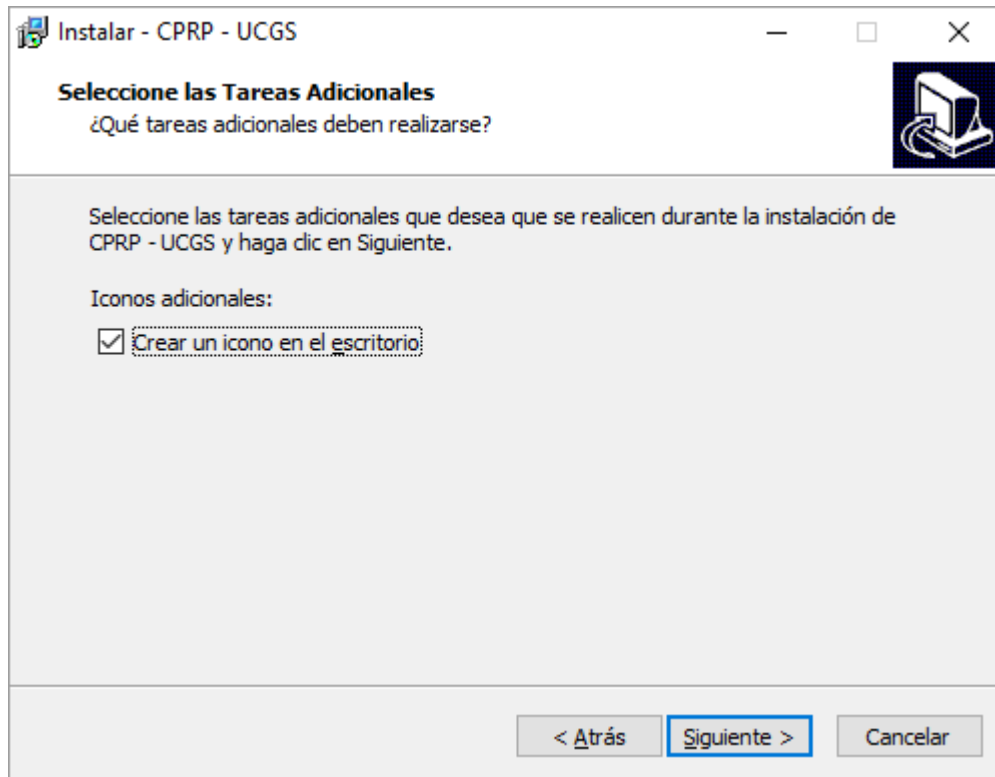 Instalar - CPRP - UCGS
Seleccione las Tareas Adicionales
¿Qué tareas adicionales deben realizarse?
Seleccione las tareas adicionales que desea que se realicen durante la instalación de
CPRP - UCGS y haga clic en Siguiente.
Iconos adicionales:
Crear un icono en el escritorio
< Atrás
Siguiente >
Cancelar